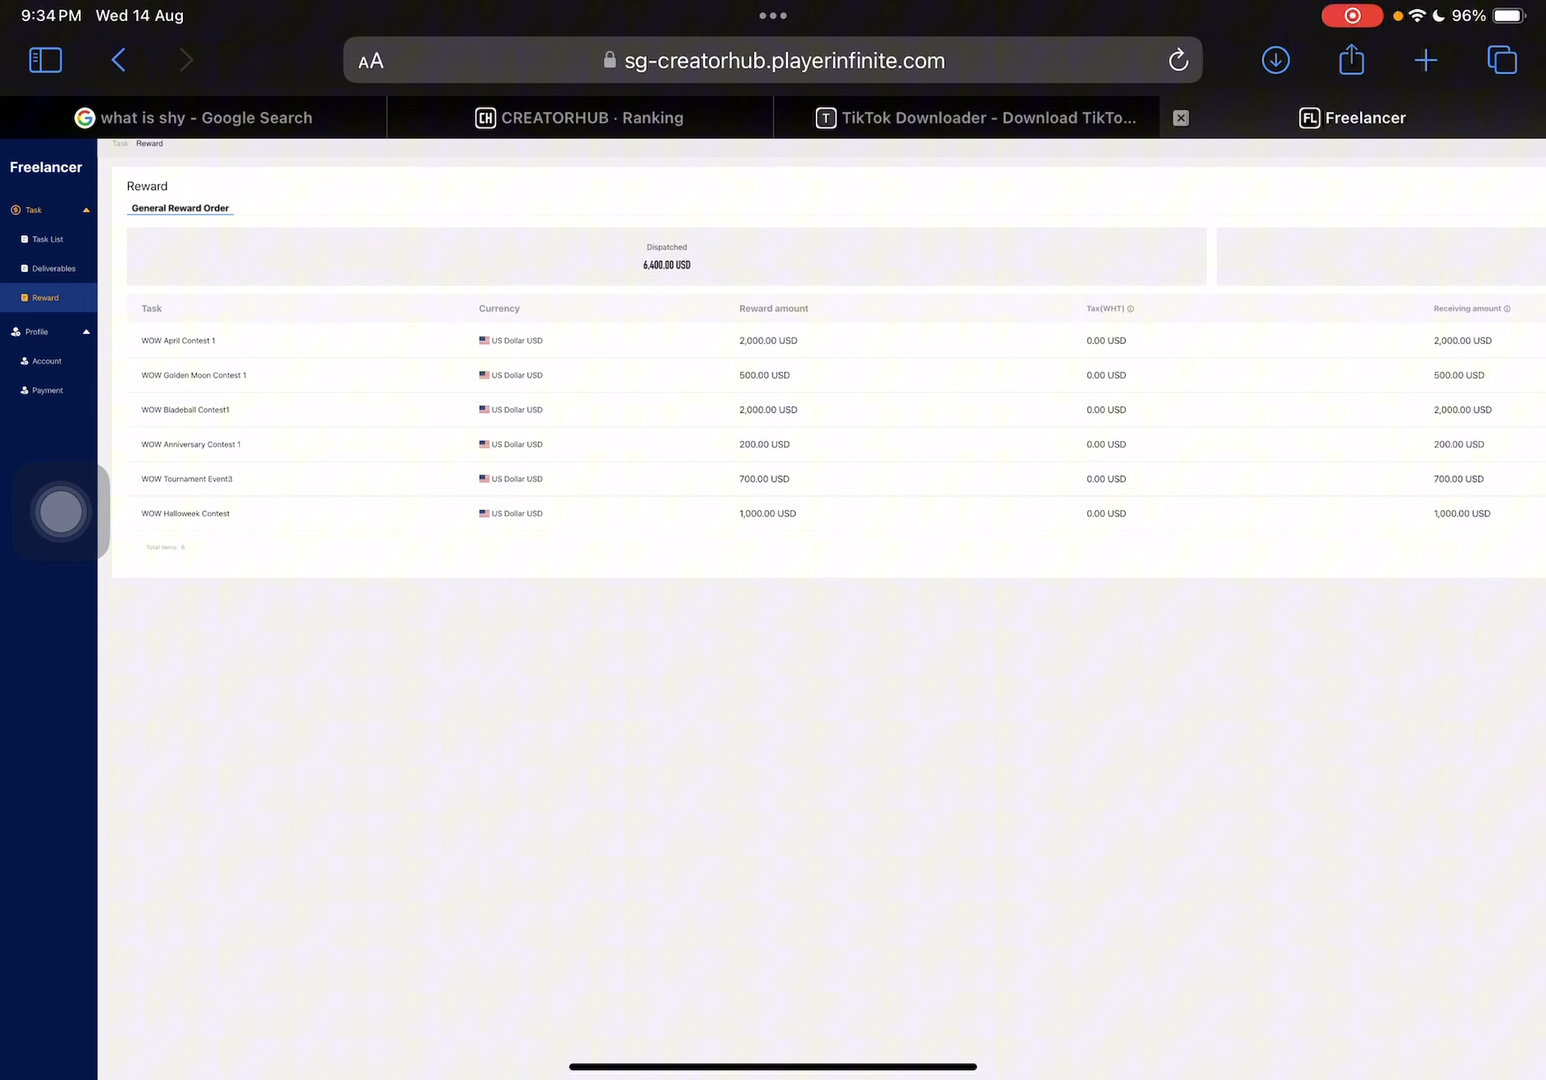 9:34 PM Wed 14 Aug
96%
AA
sg-creatorhub.playerinfinite.com
what is shy - Google Search
CH CREATORHUB · Ranking
T TikTok Downloader - Download TikTo...
FL Freelancer
Freelancer
Task Reward
Task
Task List
Deliverables
Reward
Profile
Account
Payment
Reward
General Reward Order
Dispatched
6,400.00 USD
Task Currency Reward amount Tax(WHT) Receiving amount
WOW April Contest 1 US Dollar USD 2,000.00 USD 0.00 USD 2,000.00 USD
WOW Golden Moon Contest 1 US Dollar USD 500.00 USD 0.00 USD 500.00 USD
WOW Bladeball Contest1 US Dollar USD 2,000.00 USD 0.00 USD 2,000.00 USD
WOW Anniversary Contest 1 US Dollar USD 200.00 USD 0.00 USD 200.00 USD
WOW Tournament Event3 US Dollar USD 700.00 USD 0.00 USD 700.00 USD
WOW Halloweek Contest US Dollar USD 1,000.00 USD 0.00 USD 1,000.00 USD
Total items: 6